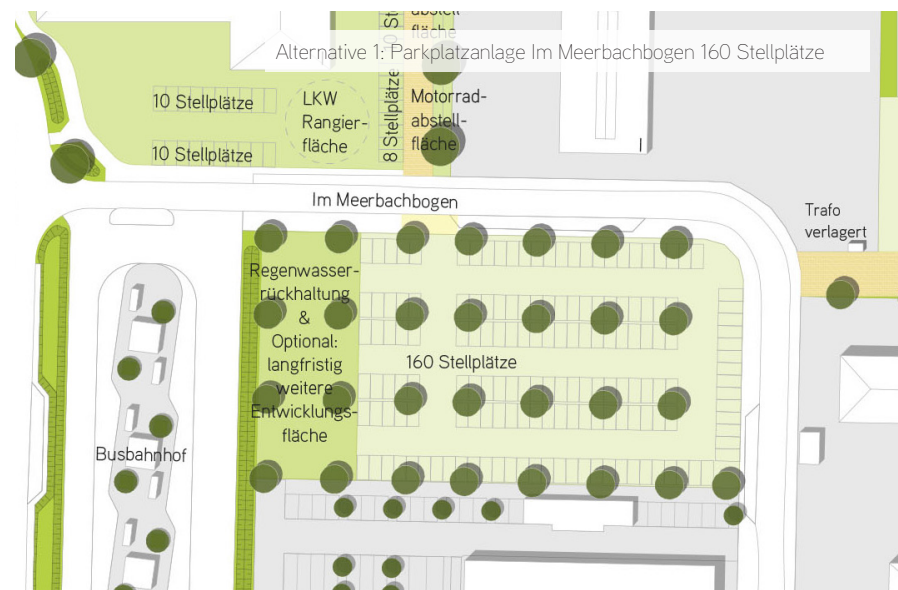 abstell-
fläche
Alternative 1: Parkplatzanlage Im Meerbachbogen 160 Stellplätze
10 Stellplätze
10 Stellplätze
LKW
Rangier-
fläche
8 Stellplätze
Motorrad-
abstell-
fläche
Im Meerbachbogen
Trafo
verlagert
Regenwasser-
rückhaltung
&
Optional:
langfristig
weitere
Entwicklungs-
fläche
160 Stellplätze
Busbahnhof